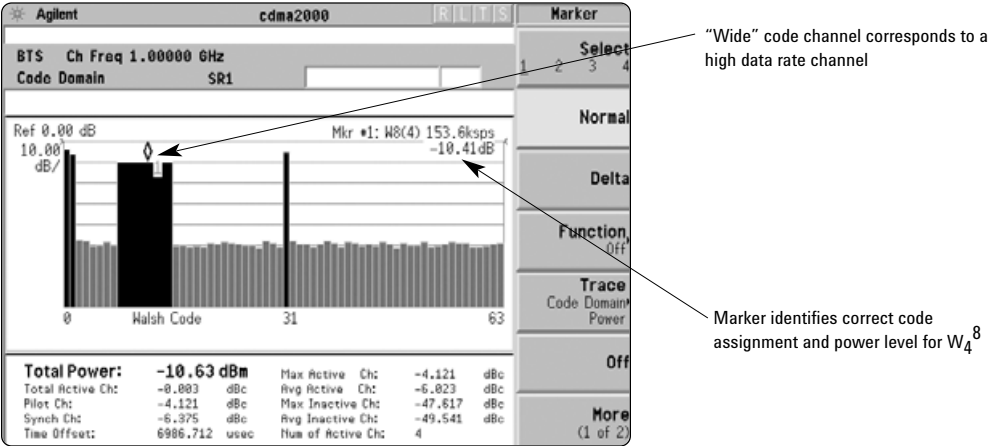 Agilent cdma2000 R L T S Marker
BTS Ch Freq 1.00000 GHz
Code Domain SR1
Ref 0.00 dB
Mkr #1: W8(4) 153.6ksps
-10.41dB
10.00
dB/
1
0 Walsh Code 31 63
Total Power: -10.63 dBm
Total Active Ch: -0.003 dBc
Pilot Ch: -4.121 dBc
Synch Ch: -6.375 dBc
Time Offset: 6986.712 usec
Max Active Ch: -4.121 dBc
Avg Active Ch: -6.023 dBc
Max Inactive Ch: -47.617 dBc
Avg Inactive Ch: -49.541 dBc
Num of Active Ch: 4
Select
1 2 3 4
Normal
Delta
Function
Off
Trace
Code Domain
Power
Off
More
(1 of 2)
“Wide” code channel corresponds to a
high data rate channel
Marker identifies correct code
assignment and power level for W₄⁸